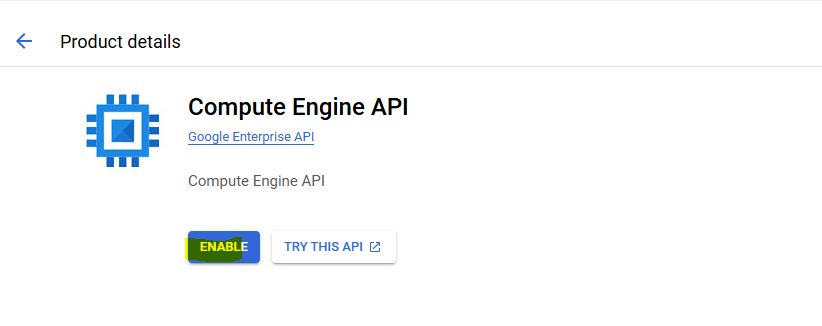 Product details
Compute Engine API
Google Enterprise API
Compute Engine API
ENABLE
TRY THIS API